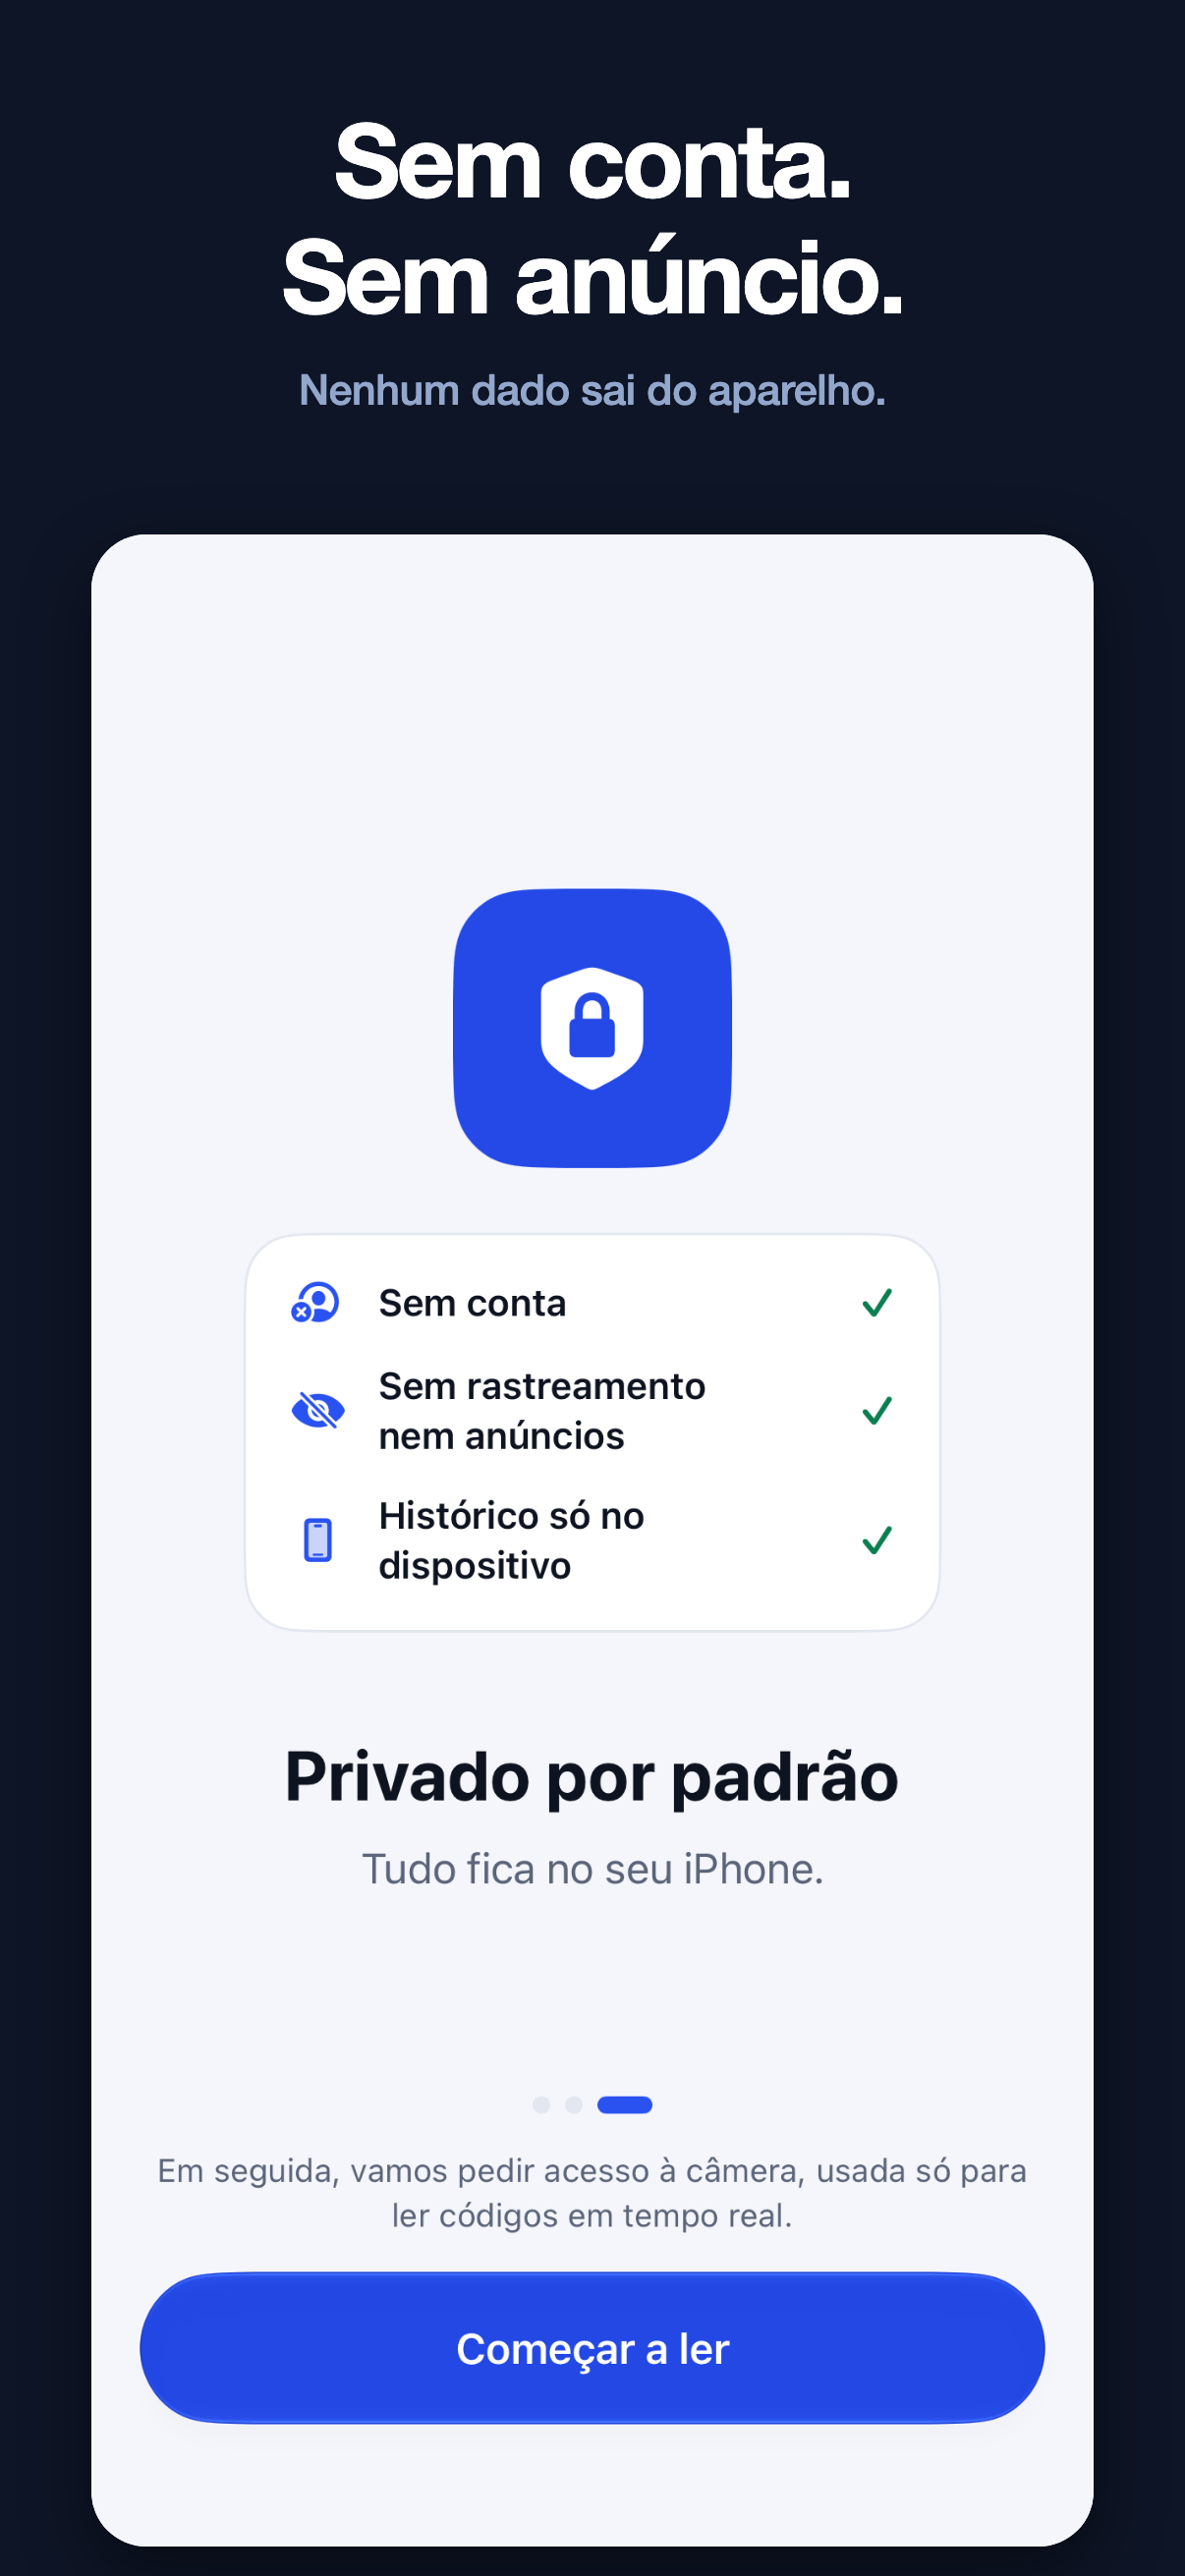 Sem conta.
Sem anúncio.
Nenhum dado sai do aparelho.
Sem conta
Sem rastreamento
nem anúncios
Histórico só no
dispositivo
Privado por padrão
Tudo fica no seu iPhone.
Em seguida, vamos pedir acesso à câmera, usada só para
ler códigos em tempo real.
Começar a ler